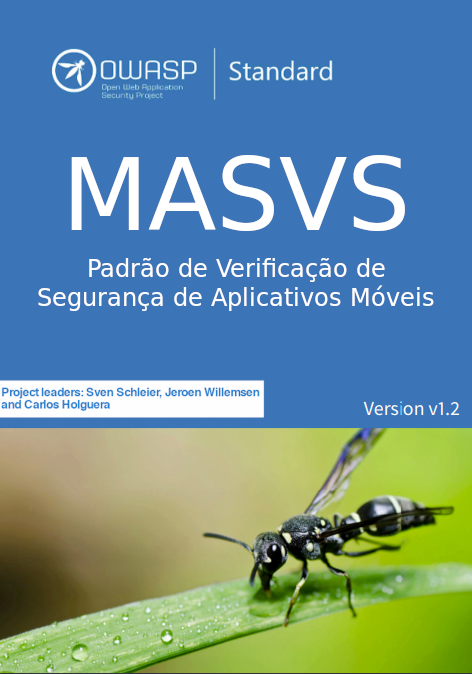 OWASP
Open Web Application
Security Project
Standard
MASVS
Padrão de Verificação de
Segurança de Aplicativos Móveis
Project leaders: Sven Schleier, Jeroen Willemsen
and Carlos Holguera
Version v1.2